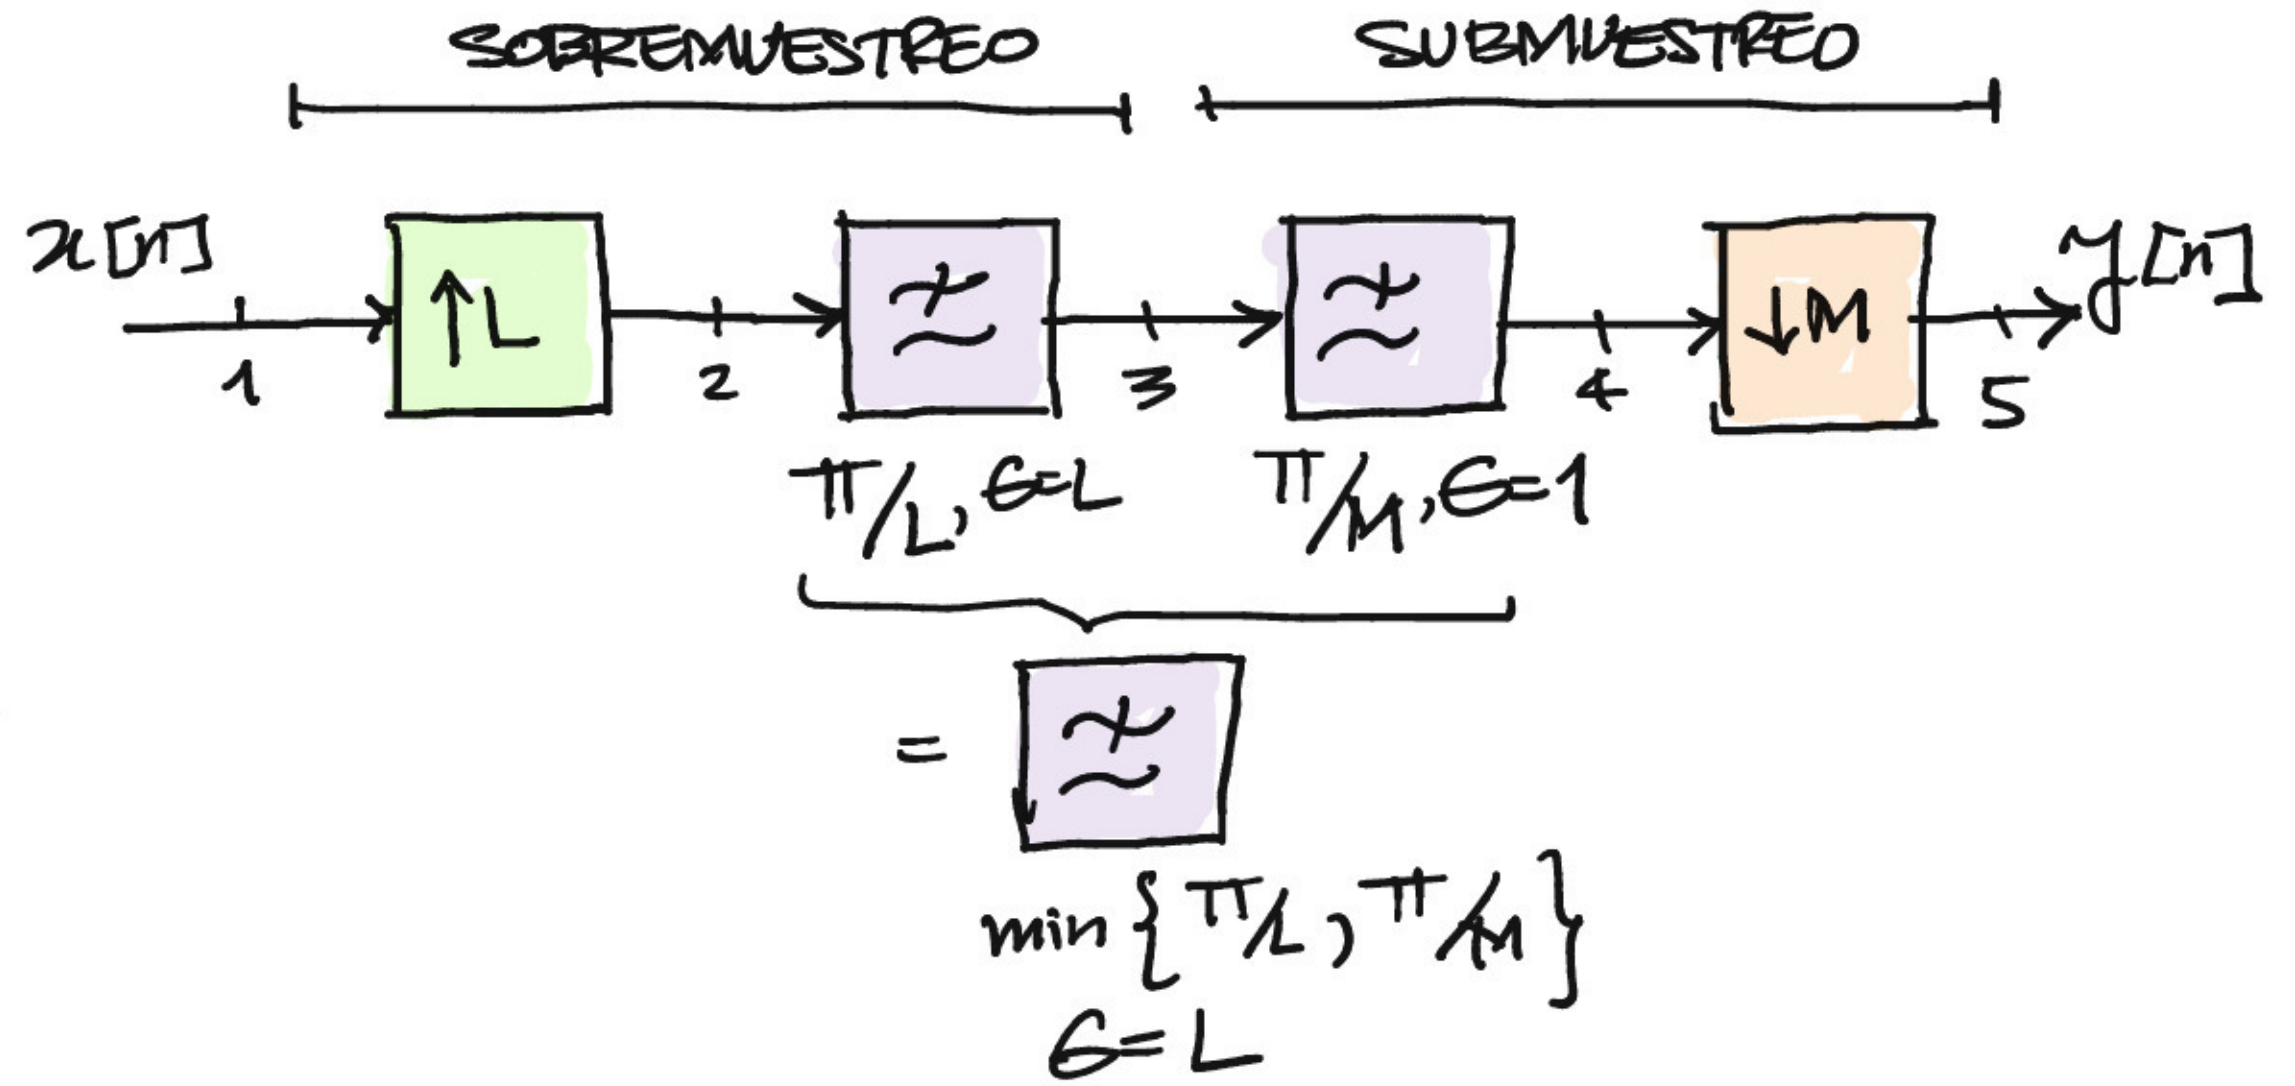 SOBREMUESTREO SUBMUESTREO
x[n] ↑L ↓M y[n]
1 2 3 4 5
π/L, G=L π/M, G=1
=
min{π/L, π/M}
G=L